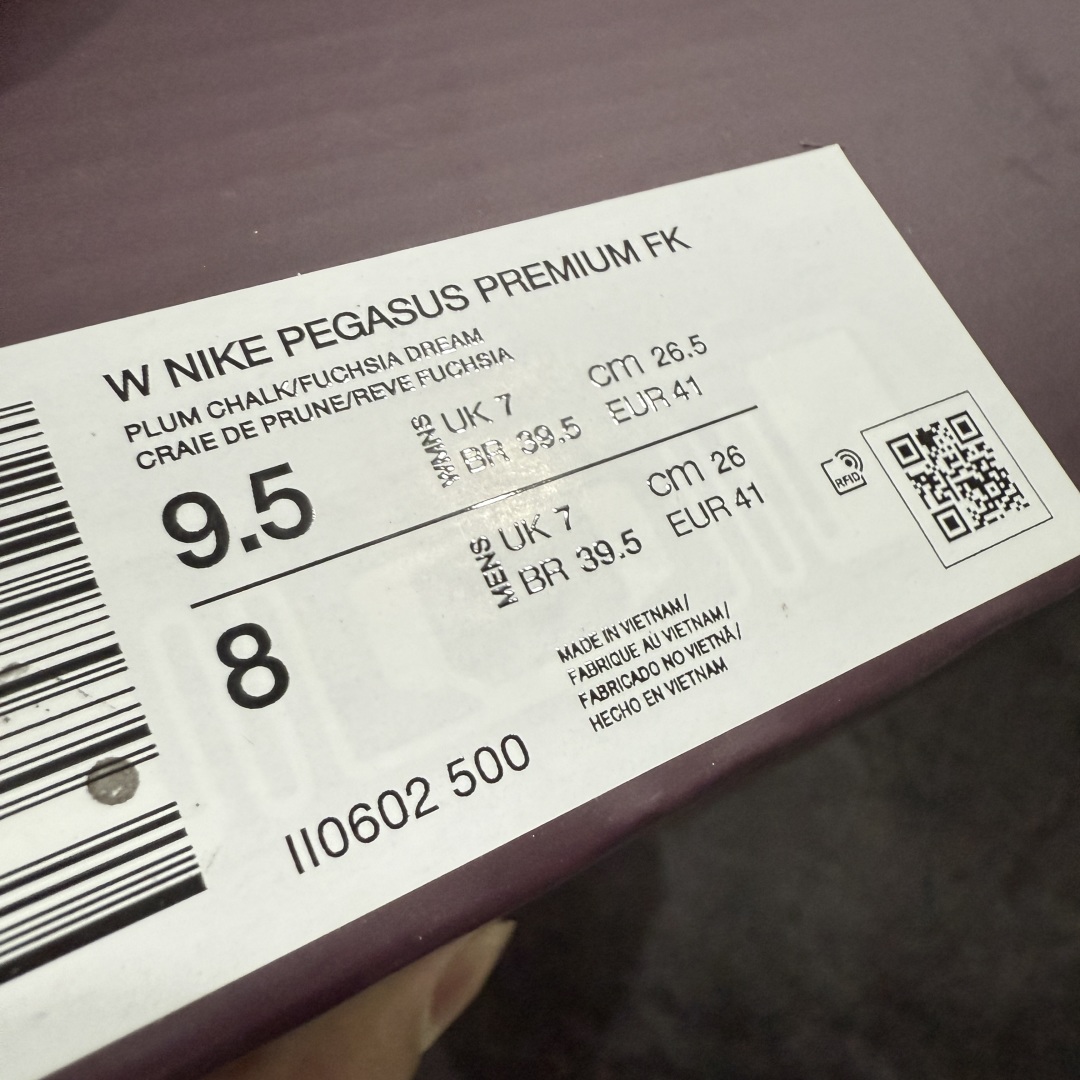 W NIKE PEGASUS PREMIUM FK
PLUM CHALK/FUCHSIA DREAM
CRAIE DE PRUNE/REVE FUCHSIA
9.5
WMNS
UK 7
cm 26.5
BR 39.5
EUR 41
8
MENS
UK 7
cm 26
BR 39.5
EUR 41
RFID
MADE IN VIETNAM/
FABRIQUE AU VIETNAM/
FABRICADO NO VIETNÃ/
HECHO EN VIETNAM
II0602 500